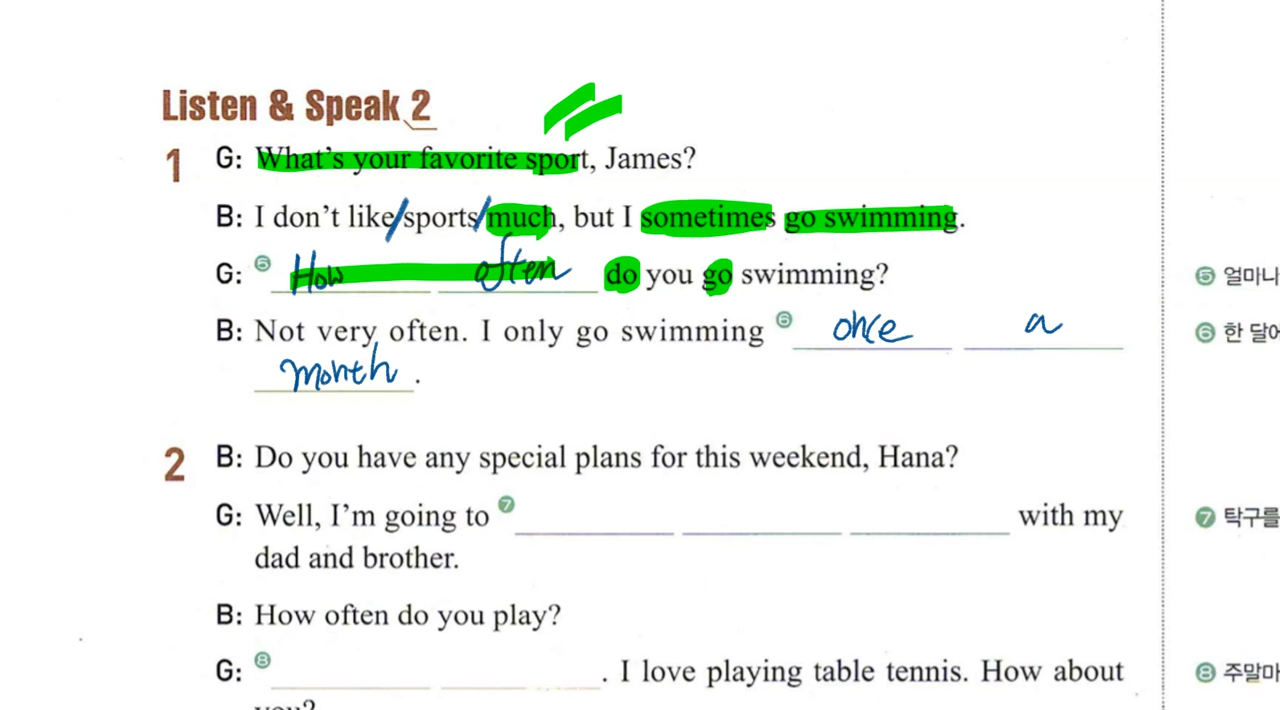 Listen & Speak 2
1 G: What's your favorite sport, James?
B: I don't like/sports/much, but I sometimes go swimming.
G: ⑤ How often do you go swimming?
⑤ 얼마나
B: Not very often. I only go swimming ⑥ once a
⑥ 한 달에
month.
2 B: Do you have any special plans for this weekend, Hana?
G: Well, I'm going to ⑦ with my
⑦ 탁구를
dad and brother.
B: How often do you play?
G: ⑧ . I love playing table tennis. How about
⑧ 주말마
you?